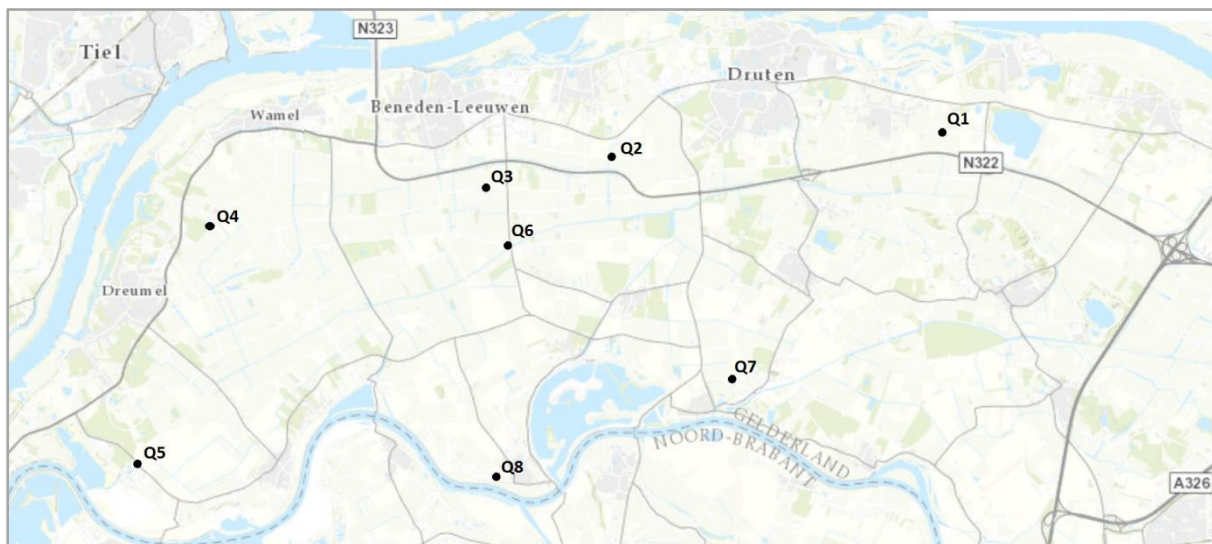 N323
Tiel
Druten
Beneden-Leeuwen
Wamel
Q1
Q2
N322
Q3
Q4
Q6
Dreumel
Q7
GELDERLAND
NOORD-BRABANT
Q5
Q8
A326